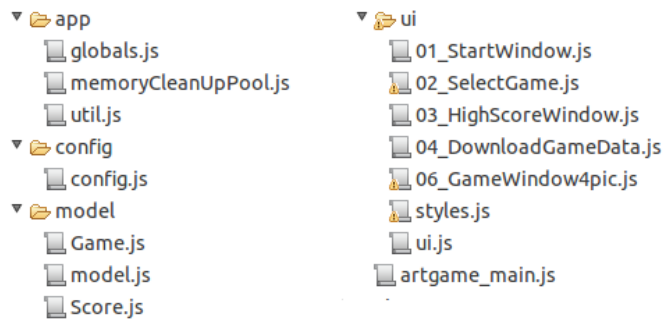 app
globals.js
memoryCleanUpPool.js
util.js
config
config.js
model
Game.js
model.js
Score.js
ui
01_StartWindow.js
02_SelectGame.js
03_HighScoreWindow.js
04_DownloadGameData.js
06_GameWindow4pic.js
styles.js
ui.js
artgame_main.js